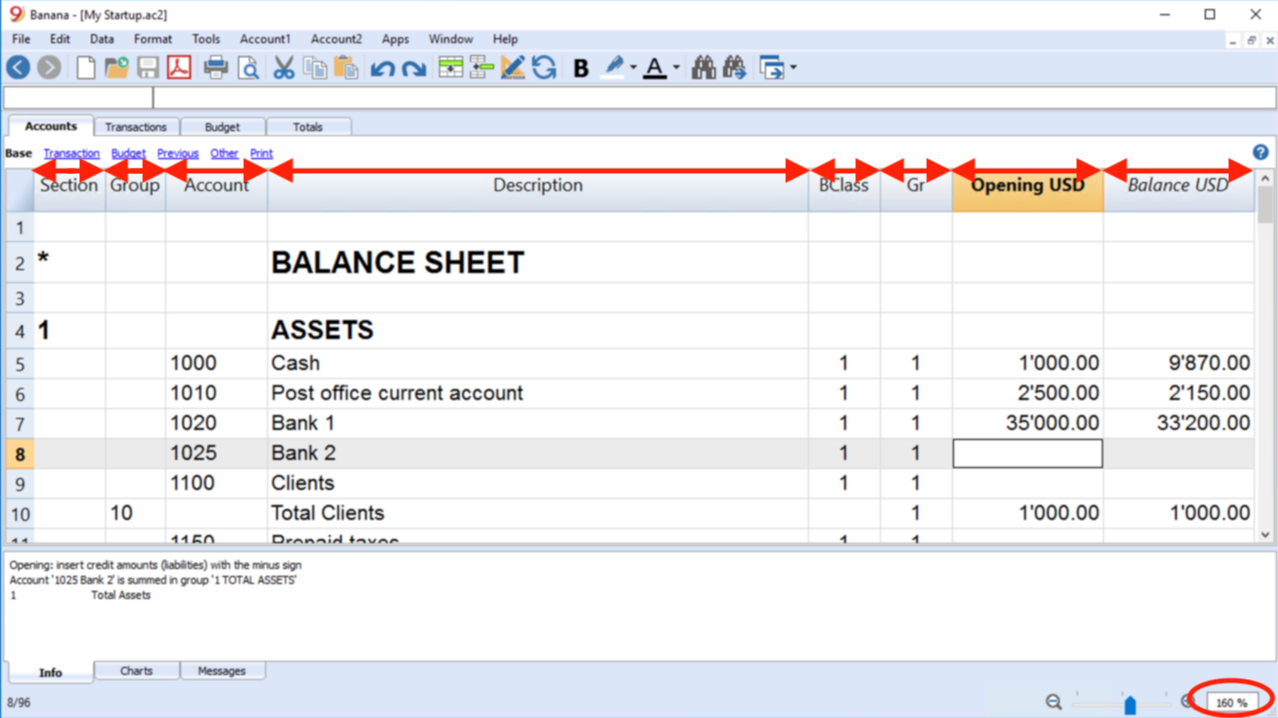 Banana - [My Startup.ac2]
File Edit Data Format Tools Account1 Account2 Apps Window Help
B A
Accounts Transactions Budget Totals
Base Transaction Budget Previous Other Print
Section Group Account Description BClass Gr Opening USD Balance USD
1
2 * BALANCE SHEET
3
4 1 ASSETS
5 1000 Cash 1 1 1'000.00 9'870.00
6 1010 Post office current account 1 1 2'500.00 2'150.00
7 1020 Bank 1 1 1 35'000.00 33'200.00
8 1025 Bank 2 1 1
9 1100 Clients 1 1
10 10 Total Clients 1 1'000.00 1'000.00
11 1150 Prepaid taxes 1 1
Opening: insert credit amounts (liabilities) with the minus sign
Account '1025 Bank 2' is summed in group '1 TOTAL ASSETS'
1 Total Assets
Info Charts Messages
8/96 160 %